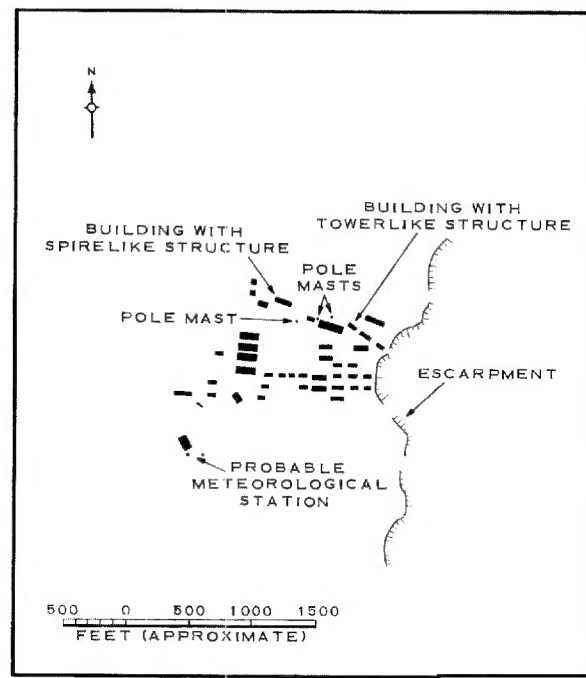 N
BUILDING WITH
TOWERLIKE STRUCTURE
BUILDING WITH
SPIRELIKE STRUCTURE
POLE
MASTS
POLE MAST
ESCARPMENT
PROBABLE
METEOROLOGICAL
STATION
500 0 500 1000 1500
FEET (APPROXIMATE)